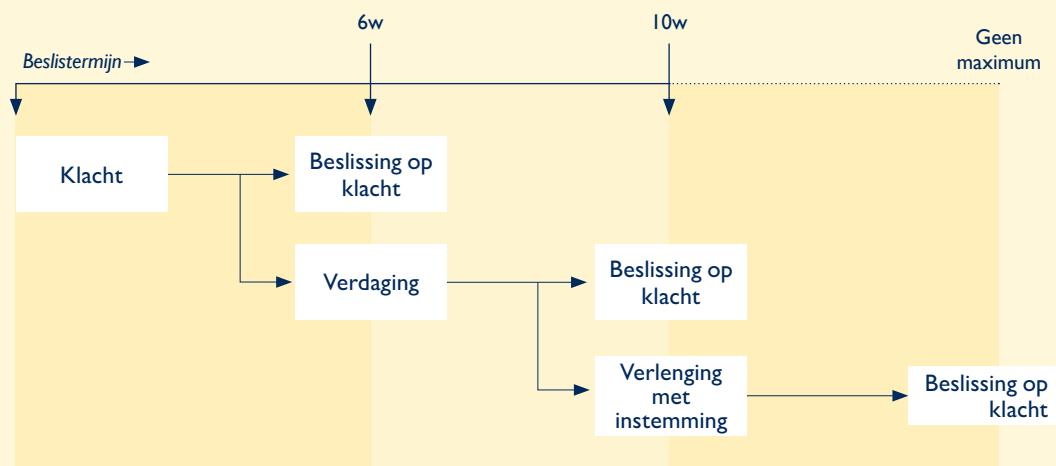 6w
10w
Geen
maximum
Beslistermijn
Klacht
Beslissing op
klacht
Verdaging
Beslissing op
klacht
Verlenging
met
instemming
Beslissing op
klacht